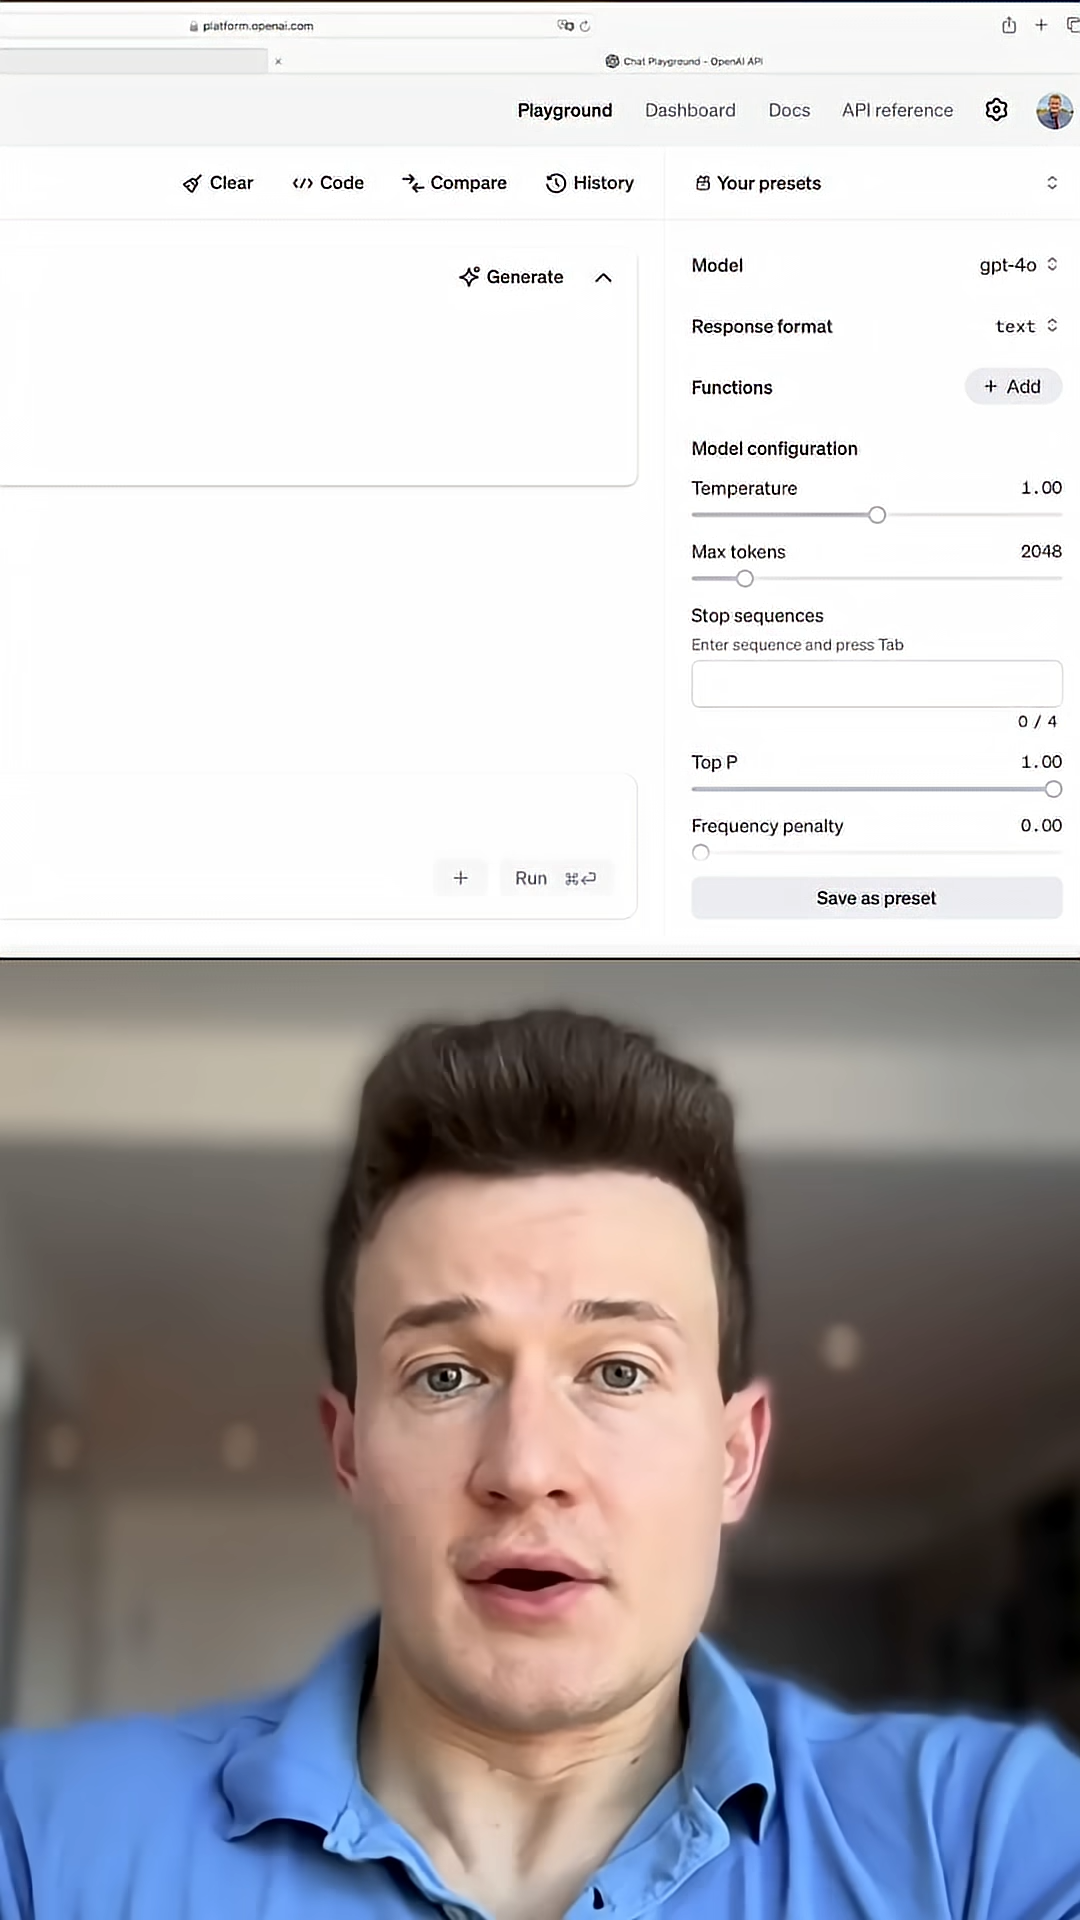 platform.openai.com
Chat Playground - OpenAI API
Playground Dashboard Docs API reference
Clear Code Compare History
Your presets
Generate
Model gpt-4o
Response format text
Functions + Add
Model configuration
Temperature 1.00
Max tokens 2048
Stop sequences
Enter sequence and press Tab
0 / 4
Top P 1.00
Frequency penalty 0.00
+ Run ⌘↵
Save as preset